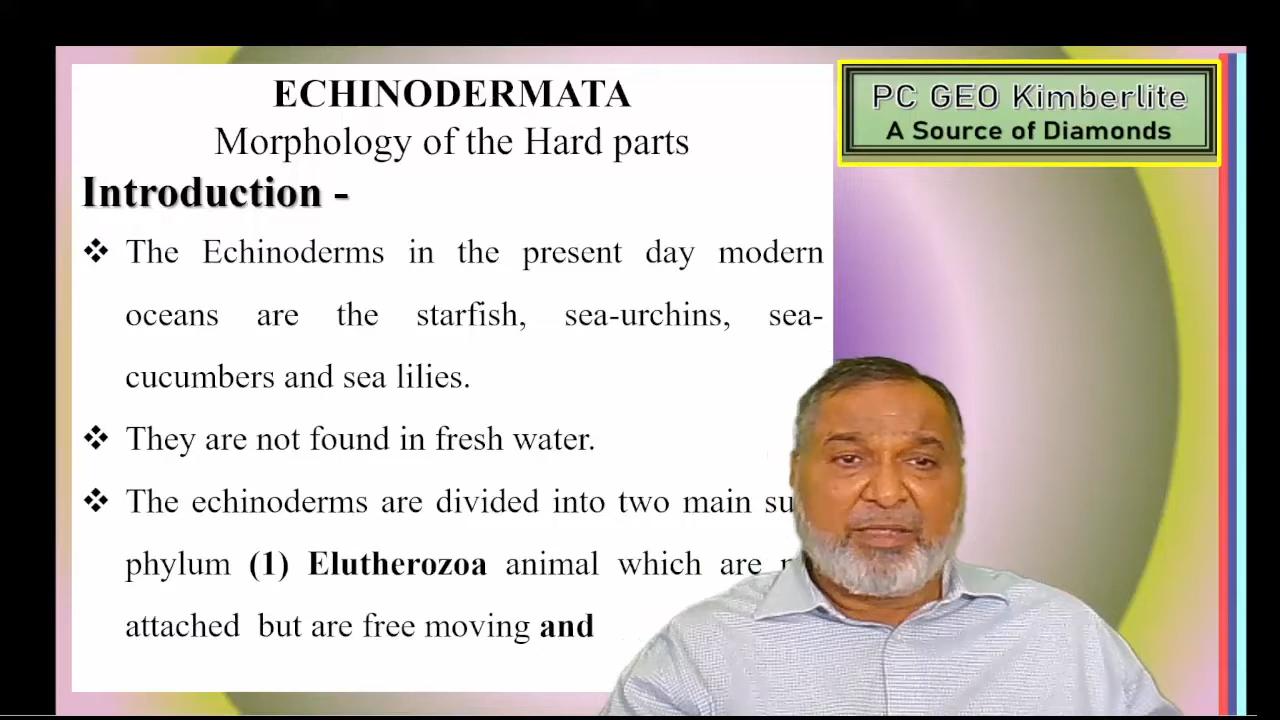 ECHINODERMATA
Morphology of the Hard parts
Introduction -
❖ The Echinoderms in the present day modern
oceans are the starfish, sea-urchins, sea-
cucumbers and sea lilies.
❖ They are not found in fresh water.
❖ The echinoderms are divided into two main
phylum (1) Elutherozoa animal which are
attached but are free moving and
PC GEO Kimberlite
A Source of Diamonds